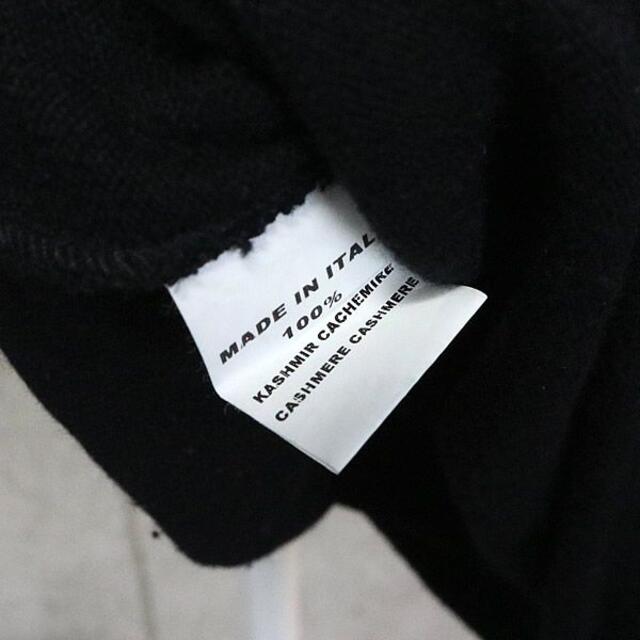 MADE IN ITAL
100%
KASHMIR CACHEMIRE
CASHMERE CASHMERE